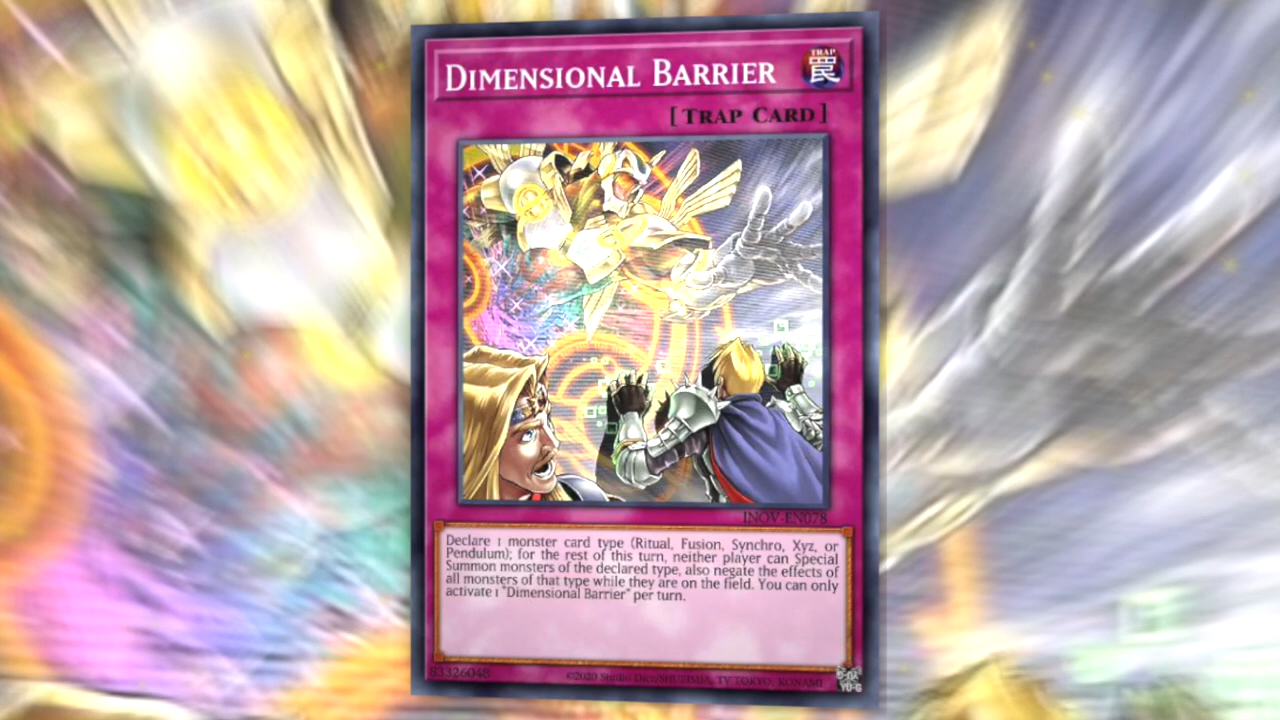 DIMENSIONAL BARRIER
TRAP
罠
[ TRAP CARD ]
INOV-EN078
Declare 1 monster card type (Ritual, Fusion, Synchro, Xyz, or
Pendulum); for the rest of this turn, neither player can Special
Summon monsters of the declared type, also negate the effects of
all monsters of that type while they are on the field. You can only
activate 1 "Dimensional Barrier" per turn.
83326048
©2020 Studio Dice/SHUEISHA, TV TOKYO, KONAMI